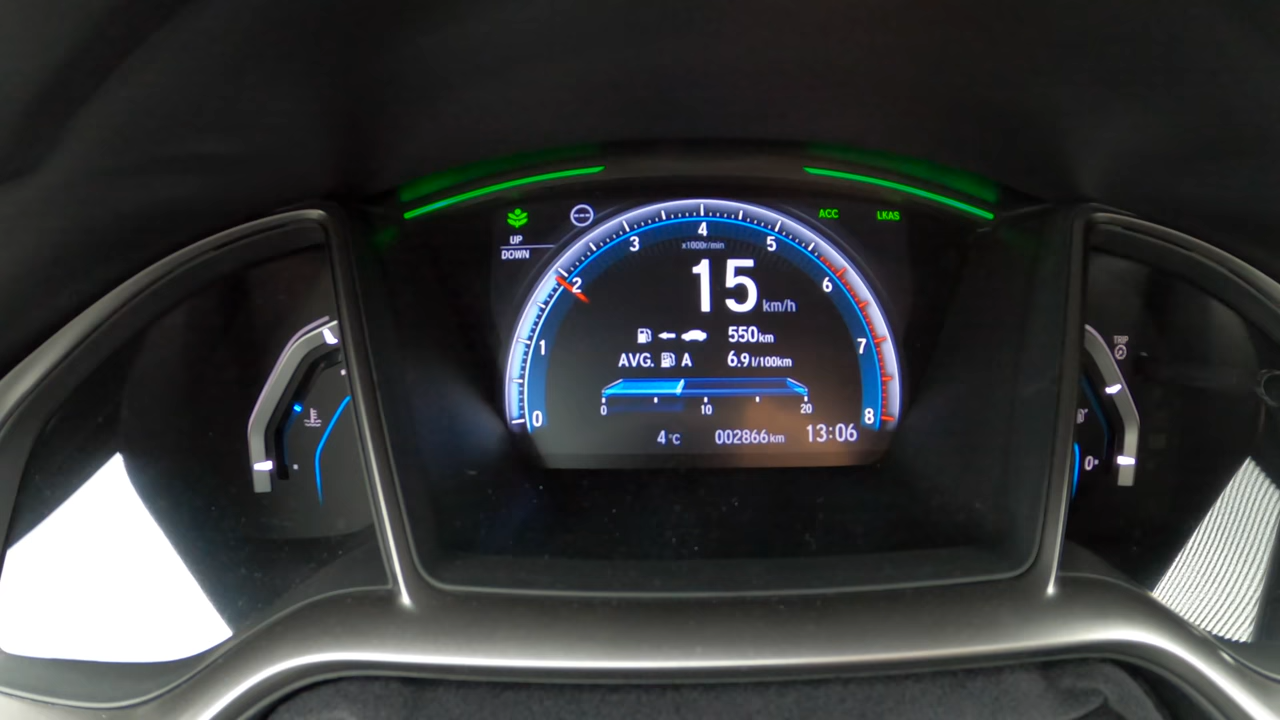 ACC
LKAS
UP
DOWN
0
1
2
3
4
5
6
7
8
x1000r/min
15 km/h
550km
AVG. A 6.9 l/100km
0 10 20
4 °C 002866km 13:06
TRIP
0